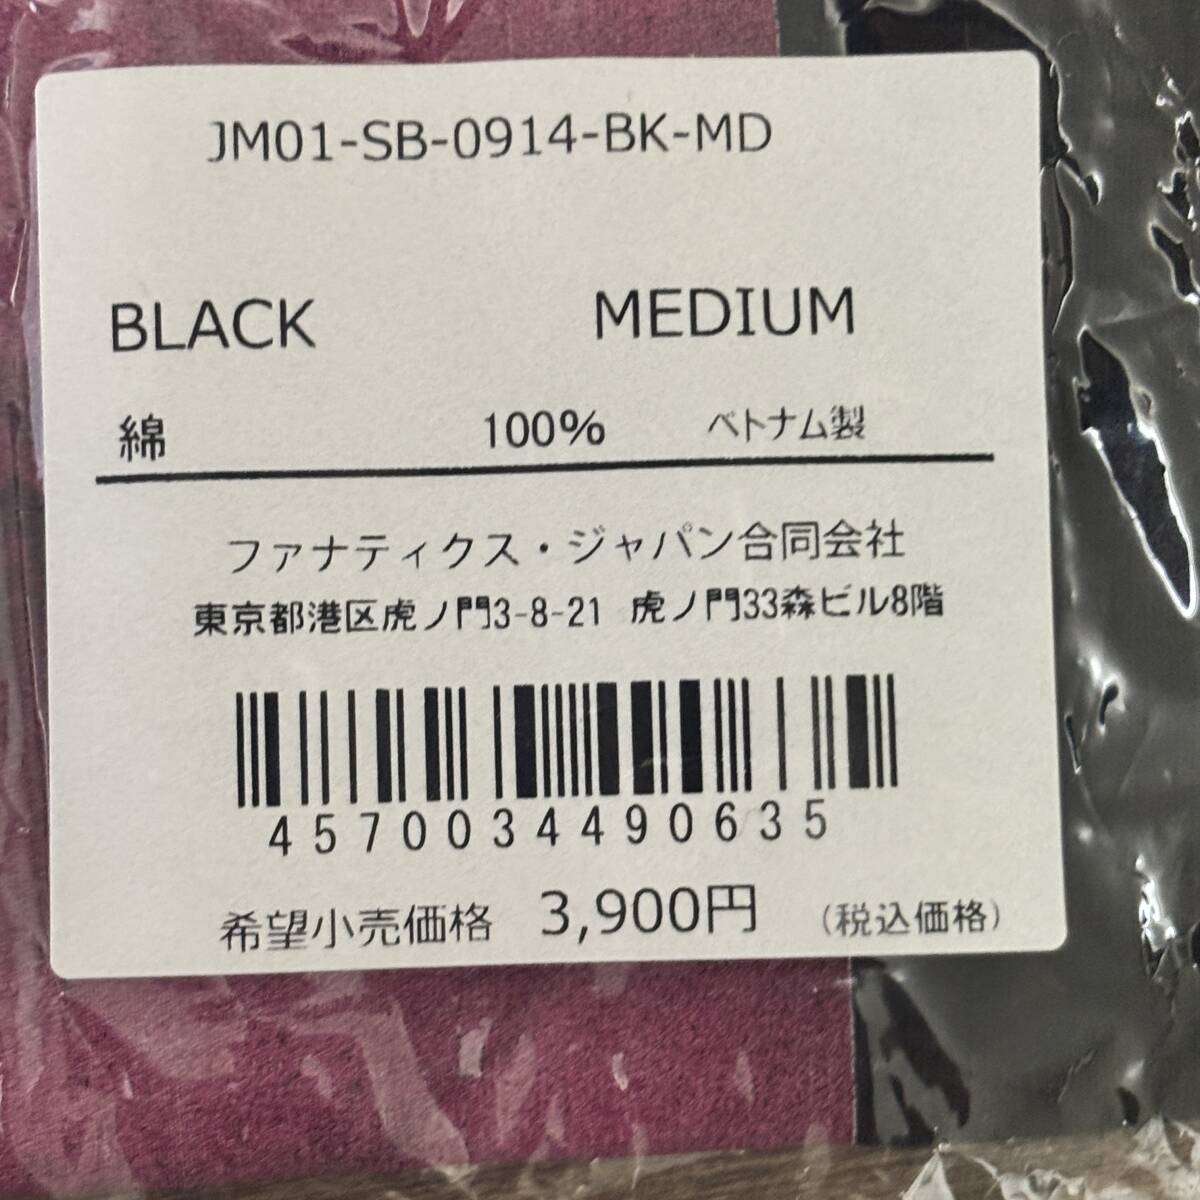 JM01-SB-0914-BK-MD
BLACK MEDIUM
綿 100% ベトナム製
ファナティクス・ジャパン合同会社
東京都港区虎ノ門3-8-21 虎ノ門33森ビル8階
4570034490635
希望小売価格 3,900円 (税込価格)